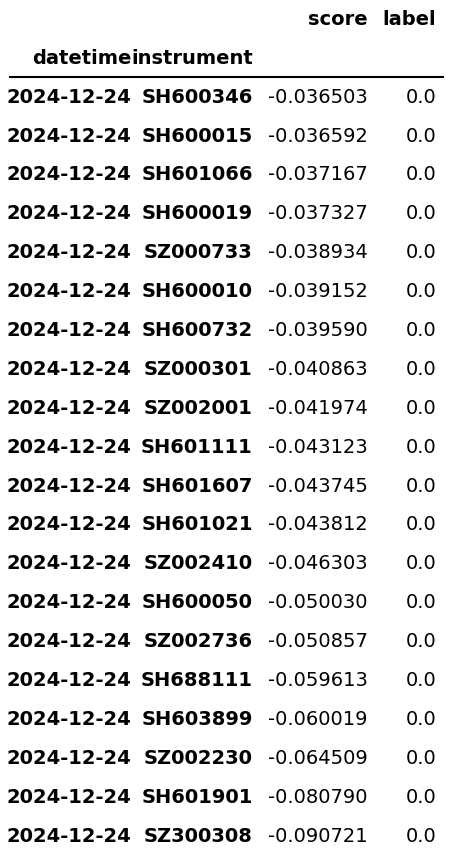 score label
datetime instrument
2024-12-24 SH600346 -0.036503 0.0
2024-12-24 SH600015 -0.036592 0.0
2024-12-24 SH601066 -0.037167 0.0
2024-12-24 SH600019 -0.037327 0.0
2024-12-24 SZ000733 -0.038934 0.0
2024-12-24 SH600010 -0.039152 0.0
2024-12-24 SH600732 -0.039590 0.0
2024-12-24 SZ000301 -0.040863 0.0
2024-12-24 SZ002001 -0.041974 0.0
2024-12-24 SH601111 -0.043123 0.0
2024-12-24 SH601607 -0.043745 0.0
2024-12-24 SH601021 -0.043812 0.0
2024-12-24 SZ002410 -0.046303 0.0
2024-12-24 SH600050 -0.050030 0.0
2024-12-24 SZ002736 -0.050857 0.0
2024-12-24 SH688111 -0.059613 0.0
2024-12-24 SH603899 -0.060019 0.0
2024-12-24 SZ002230 -0.064509 0.0
2024-12-24 SH601901 -0.080790 0.0
2024-12-24 SZ300308 -0.090721 0.0